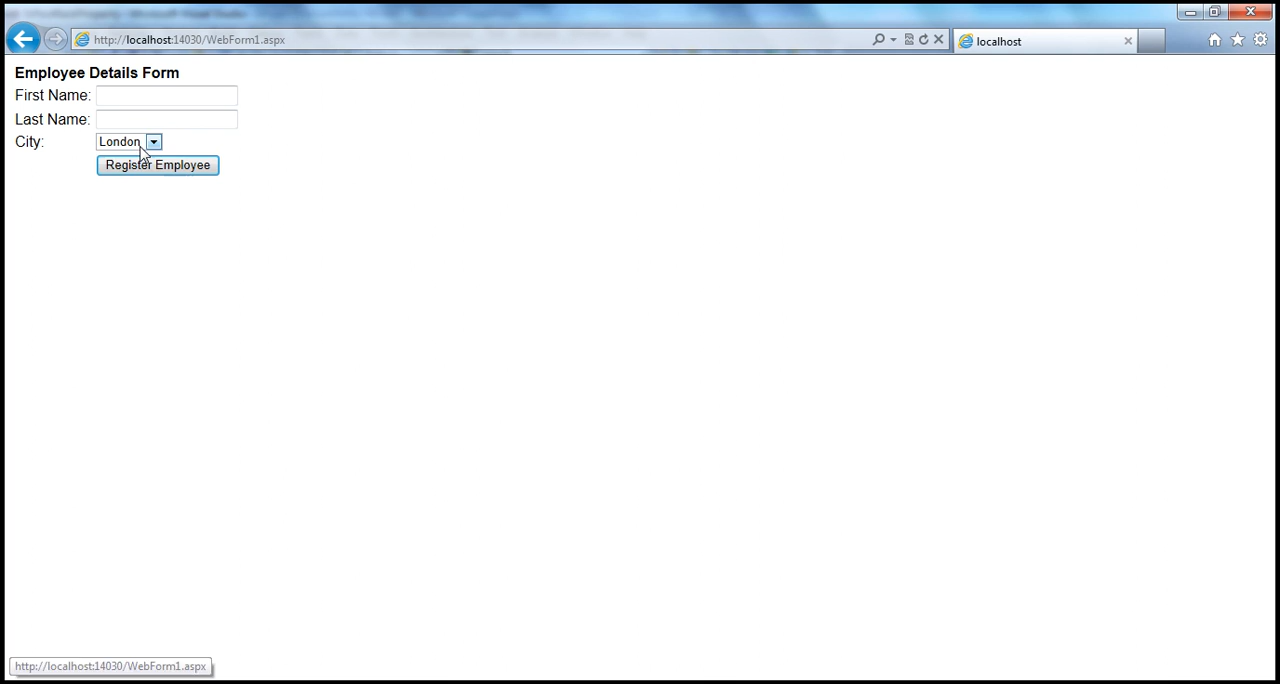 http://localhost:14030/WebForm1.aspx
localhost
Employee Details Form
First Name:
Last Name:
City:
London
Register Employee
http://localhost:14030/WebForm1.aspx